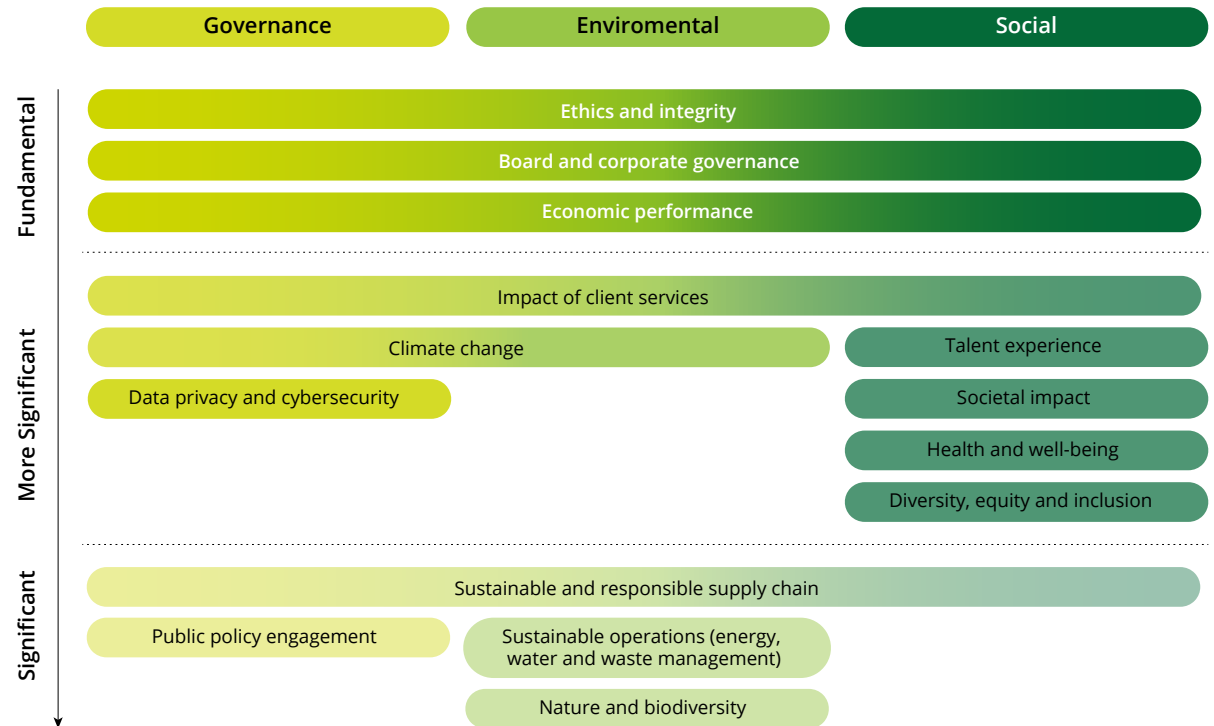 Governance
Enviromental
Social
Fundamental
Ethics and integrity
Board and corporate governance
Economic performance
More Significant
Impact of client services
Climate change
Talent experience
Data privacy and cybersecurity
Societal impact
Health and well-being
Diversity, equity and inclusion
Significant
Sustainable and responsible supply chain
Public policy engagement
Sustainable operations (energy,
water and waste management)
Nature and biodiversity